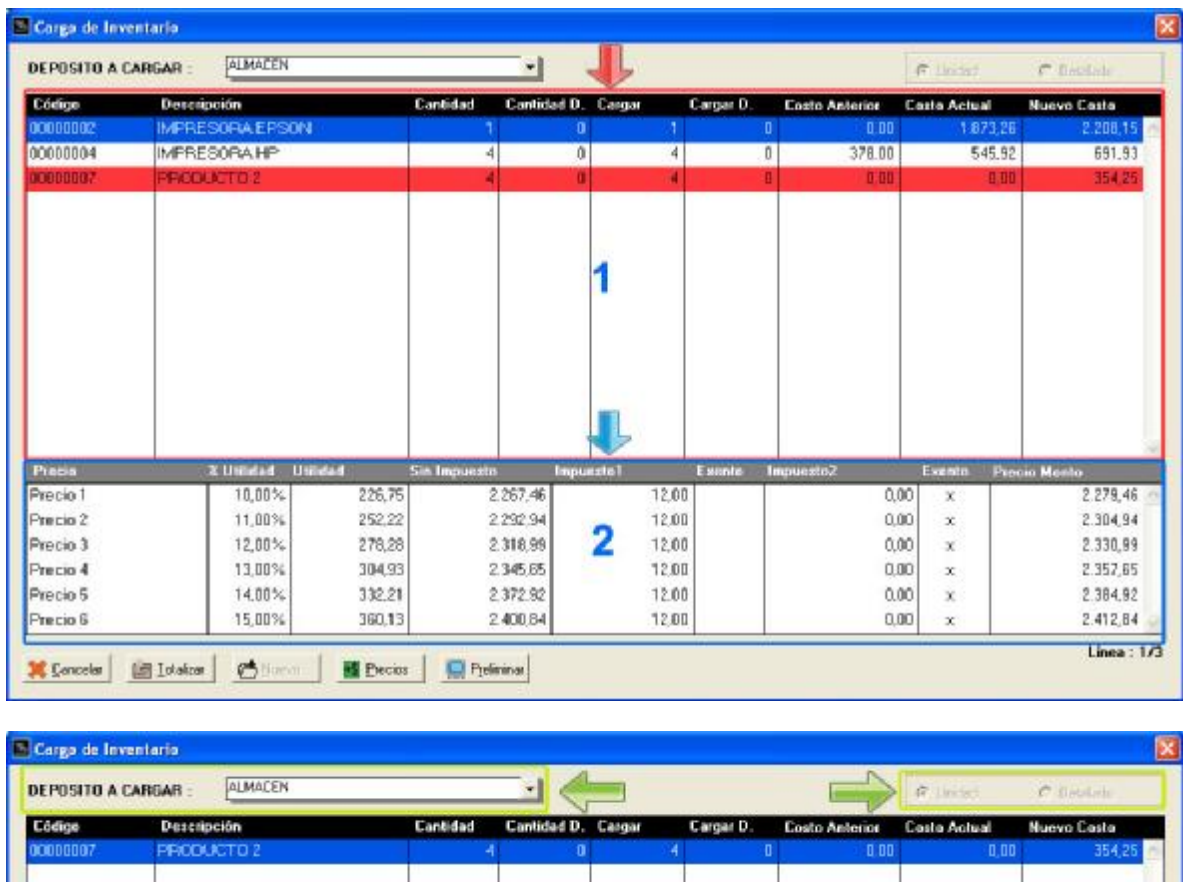 Cargo de Inventario
DEPOSITO A CARGAR : ALMACEN Unidad Detallado
Código Descripción Cantidad Cantidad D. Cargar Cargar D. Costo Anterior Costo Actual Nuevo Costo
00000002 IMPRESORA EPSON 1 0 1 0 0.00 1.873,26 2.208,15
00000004 IMPRESORA HP 4 0 4 0 378.00 545.92 691.93
00000007 PRODUCTO 2 4 0 4 0 0,00 0,00 354,25
1
Precio % Utilidad Utilidad Sin Impuesto Impuesto1 Exento Impuesto2 Exento Precio Monto
Precio 1 10,00% 226,75 2.267,46 12,00 0,00 x 2.279,46
Precio 2 11,00% 252,22 2.292,94 12,00 0,00 x 2.304,94
Precio 3 12,00% 278,28 2.318,99 12,00 0,00 x 2.330,99
Precio 4 13,00% 304,93 2.345,65 12,00 0,00 x 2.357,65
Precio 5 14,00% 332,21 2.372,92 12,00 0,00 x 2.384,92
Precio 6 15,00% 360,13 2.400,84 12,00 0,00 x 2.412,84
2
Linea : 1/3
Cancelar Totalizar Nuevo Precios Preliminar
Cargo de Inventario
DEPOSITO A CARGAR : ALMACEN Unidad Detallado
Código Descripción Cantidad Cantidad D. Cargar Cargar D. Costo Anterior Costo Actual Nuevo Costo
00000007 PRODUCTO 2 4 0 4 0 0,00 0,00 354,25